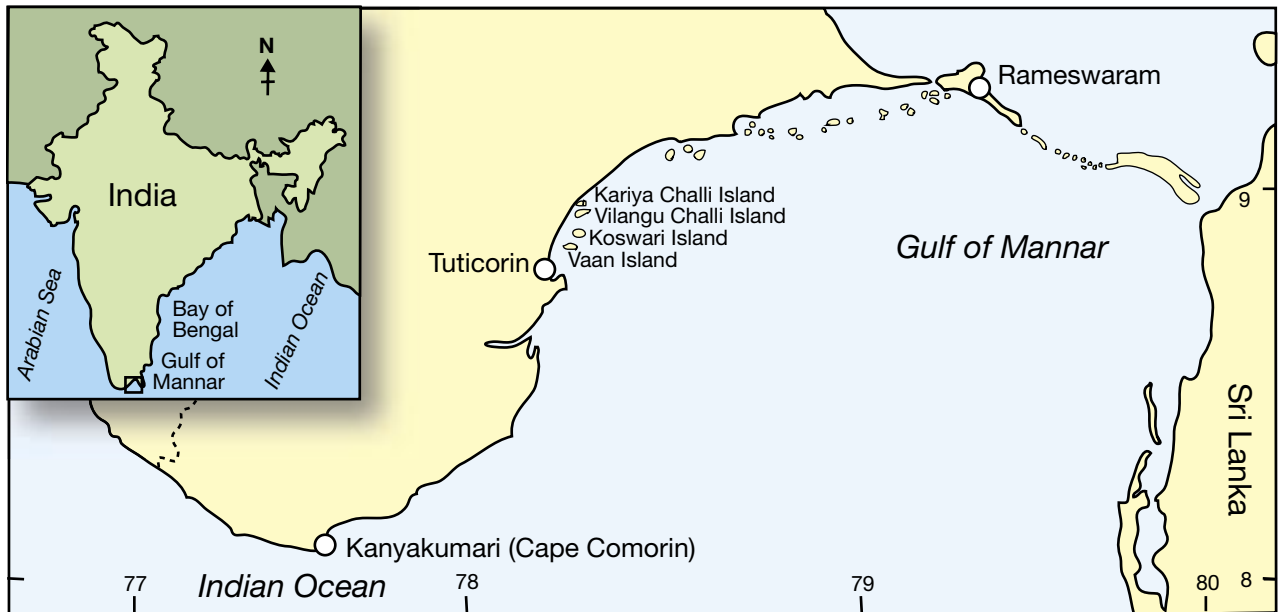 N
India
Arabian Sea
Bay of
Bengal
Indian Ocean
Gulf of
Mannar
Rameswaram
Kariya Challi Island
Vilangu Challi Island
Koswari Island
Vaan Island
Tuticorin
Gulf of Mannar
9
Sri Lanka
Kanyakumari (Cape Comorin)
Indian Ocean
77
78
79
80
8